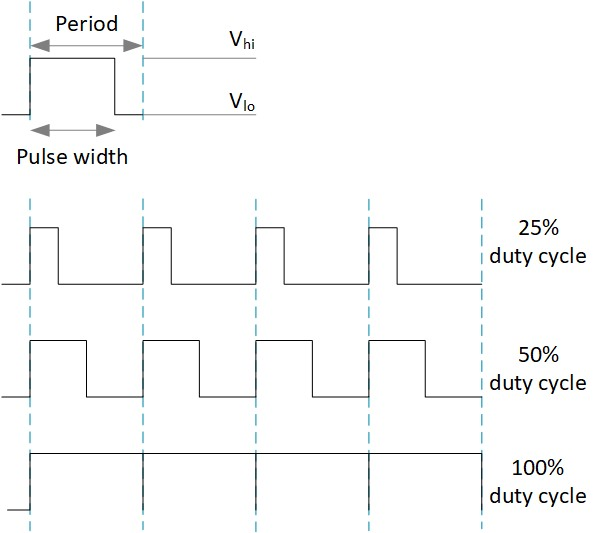 Period
Vhi
Vlo
Pulse width
25%
duty cycle
50%
duty cycle
100%
duty cycle